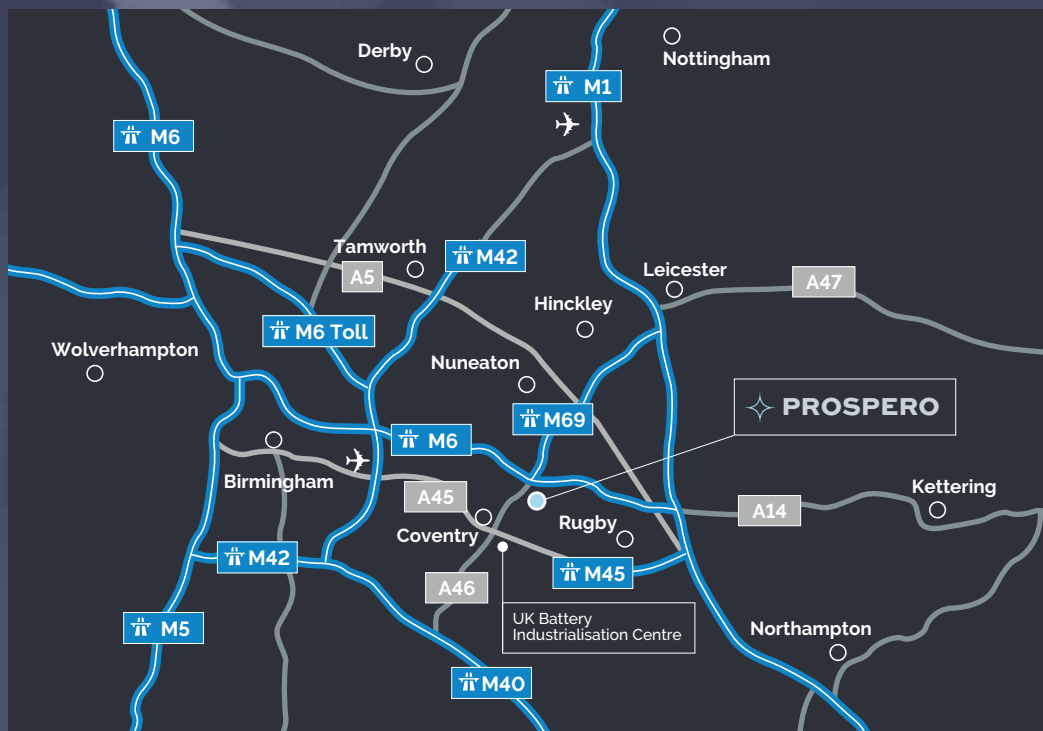 Derby
Nottingham
M1
M6
Tamworth
M42
A5
Leicester
A47
Hinckley
M6 Toll
Wolverhampton
Nuneaton
PROSPERO
M69
M6
Birmingham
A45
Kettering
A14
Coventry
Rugby
M42
M45
A46
UK Battery
Industrialisation Centre
M5
Northampton
M40